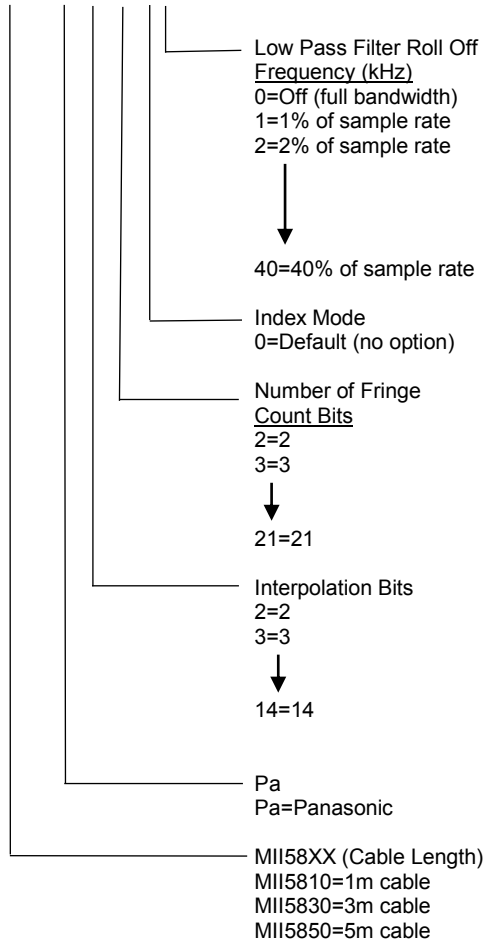 Low Pass Filter Roll Off
Frequency (kHz)
0=Off (full bandwidth)
1=1% of sample rate
2=2% of sample rate
40=40% of sample rate
Index Mode
0=Default (no option)
Number of Fringe
Count Bits
2=2
3=3
21=21
Interpolation Bits
2=2
3=3
14=14
Pa
Pa=Panasonic
MII58XX (Cable Length)
MII5810=1m cable
MII5830=3m cable
MII5850=5m cable